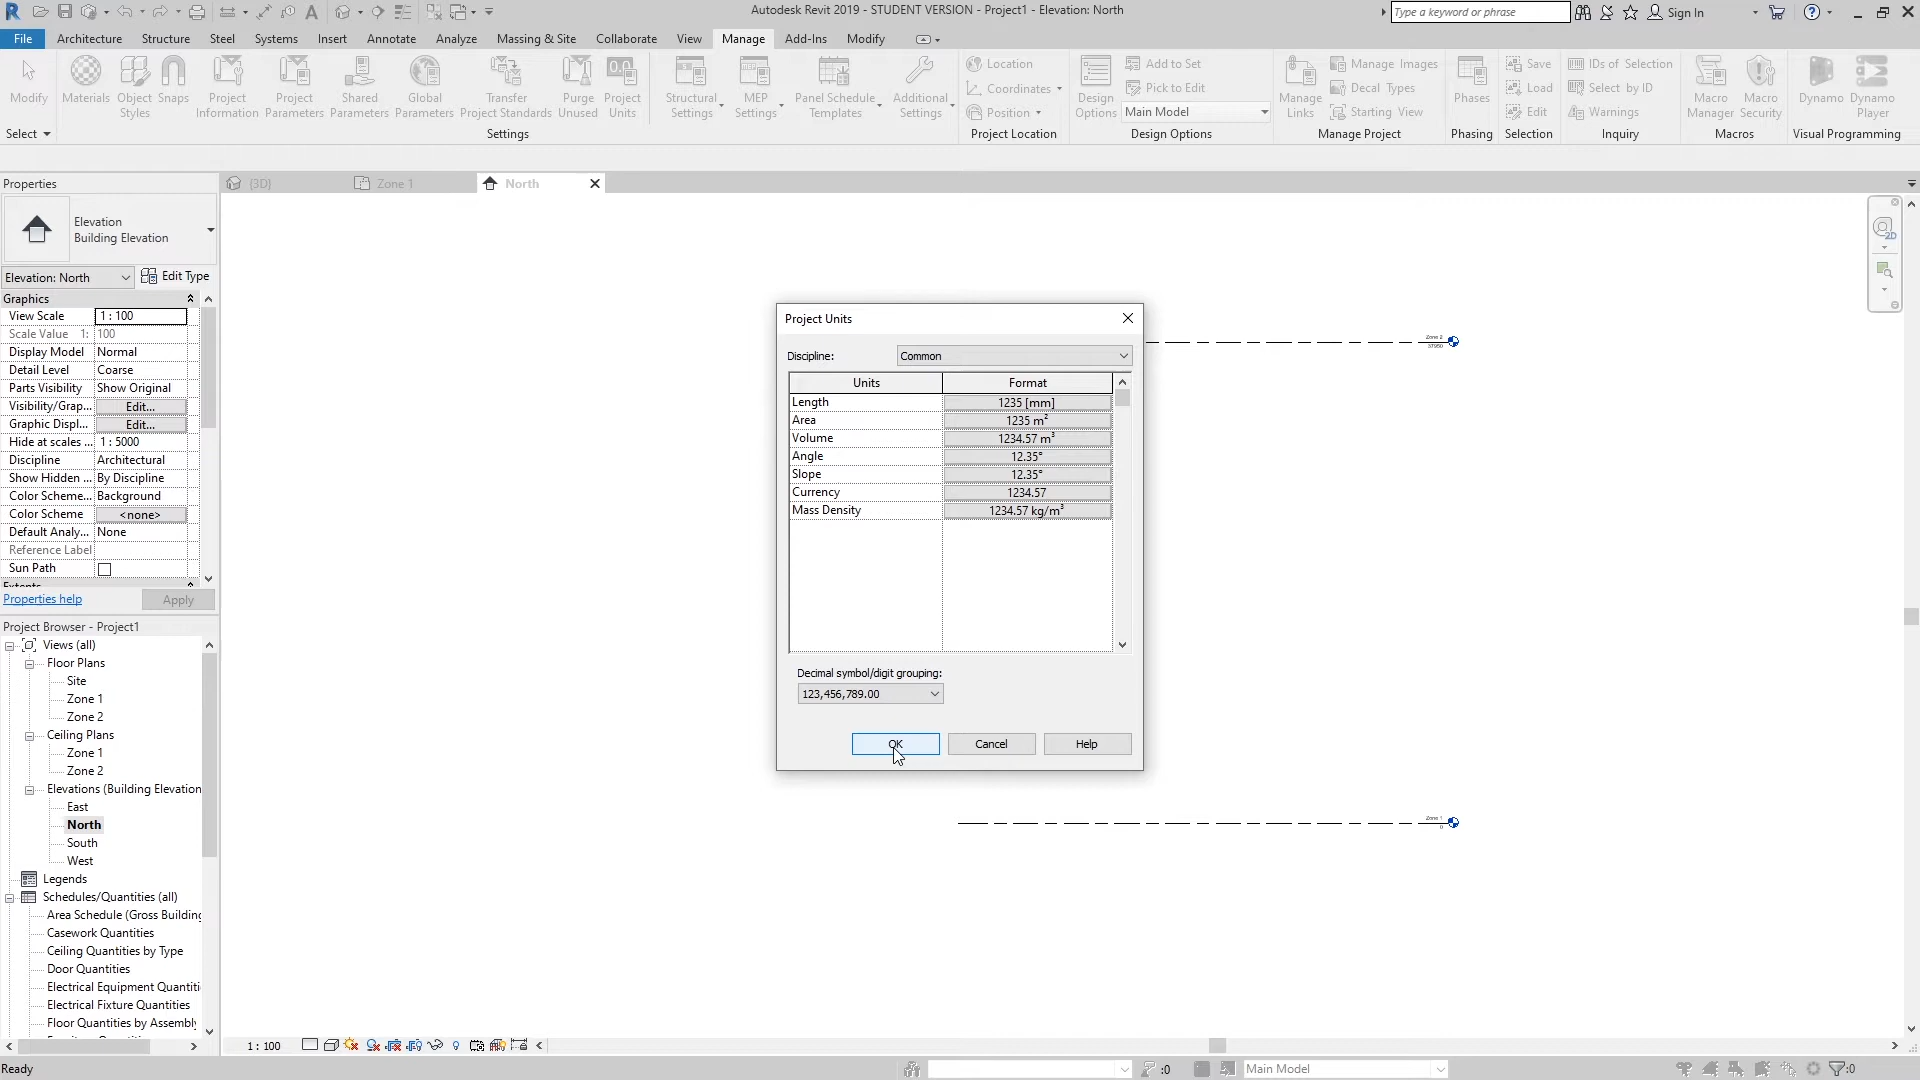 Autodesk Revit 2019 - STUDENT VERSION - Project1 - Elevation: North
Type a keyword or phrase
Sign In
File Architecture Structure Steel Systems Insert Annotate Analyze Massing & Site Collaborate View Manage Add-Ins Modify
Modify
Materials
Object Styles
Snaps
Project Information
Project Parameters
Shared Parameters
Global Parameters
Transfer Project Standards
Purge Unused
Project Units
Structural Settings
MEP Settings
Panel Schedule Templates
Additional Settings
Location
Coordinates
Position
Design Options
Add to Set
Pick to Edit
Main Model
Manage Links
Manage Images
Decal Types
Starting View
Phases
Save
Load
Edit
IDs of Selection
Select by ID
Warnings
Macro Manager
Macro Security
Dynamo
Dynamo Player
Select
Settings
Project Location
Design Options
Manage Project
Phasing
Selection
Inquiry
Macros
Visual Programming
Properties
{3D}
Zone 1
North
Elevation
Building Elevation
Elevation: North
Edit Type
Graphics
View Scale 1 : 100
Scale Value 1: 100
Display Model Normal
Detail Level Coarse
Parts Visibility Show Original
Visibility/Grap... Edit...
Graphic Displ... Edit...
Hide at scales ... 1 : 5000
Discipline Architectural
Show Hidden ... By Discipline
Color Scheme... Background
Color Scheme <none>
Default Analy... None
Reference Label
Sun Path
Properties help
Apply
Project Browser - Project1
Views (all)
Floor Plans
Site
Zone 1
Zone 2
Ceiling Plans
Zone 1
Zone 2
Elevations (Building Elevation
East
North
South
West
Legends
Schedules/Quantities (all)
Area Schedule (Gross Building
Casework Quantities
Ceiling Quantities by Type
Door Quantities
Electrical Equipment Quantiti
Electrical Fixture Quantities
Floor Quantities by Assembly
Project Units
Discipline: Common
Units Format
Length 1235 [mm]
Area 1235 m²
Volume 1234.57 m³
Angle 12.35°
Slope 12.35°
Currency 1234.57
Mass Density 1234.57 kg/m³
Decimal symbol/digit grouping:
123,456,789.00
OK
Cancel
Help
Zone 2
Zone 1
0
2D
1 : 100
Ready
:0
Main Model
:0